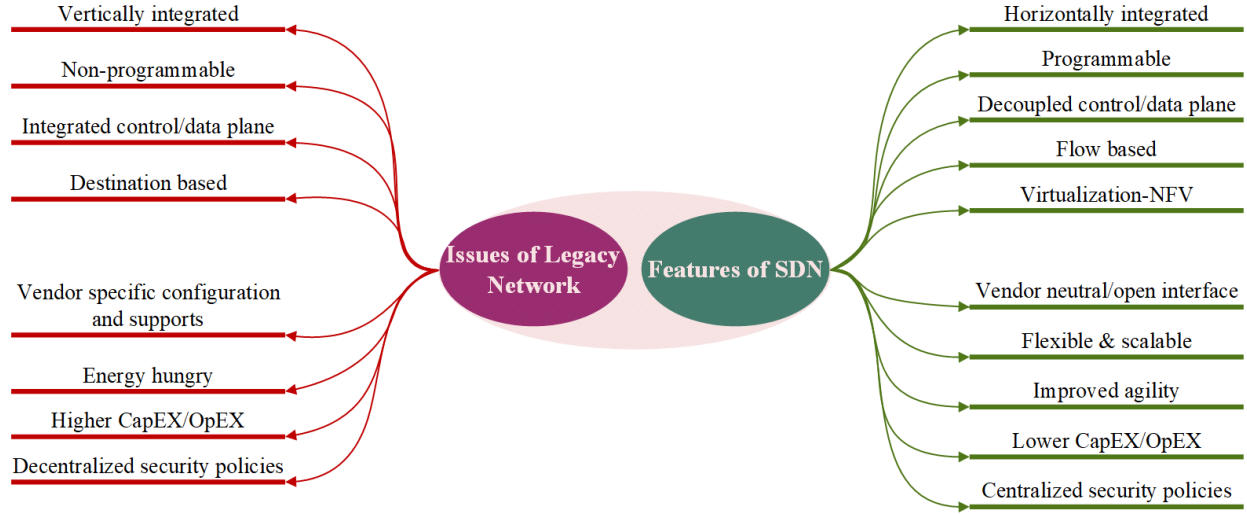 Vertically integrated
Non-programmable
Integrated control/data plane
Destination based
Vendor specific configuration
and supports
Energy hungry
Higher CapEX/OpEX
Decentralized security policies
Issues of Legacy
Network
Features of SDN
Horizontally integrated
Programmable
Decoupled control/data plane
Flow based
Virtualization-NFV
Vendor neutral/open interface
Flexible & scalable
Improved agility
Lower CapEX/OpEX
Centralized security policies